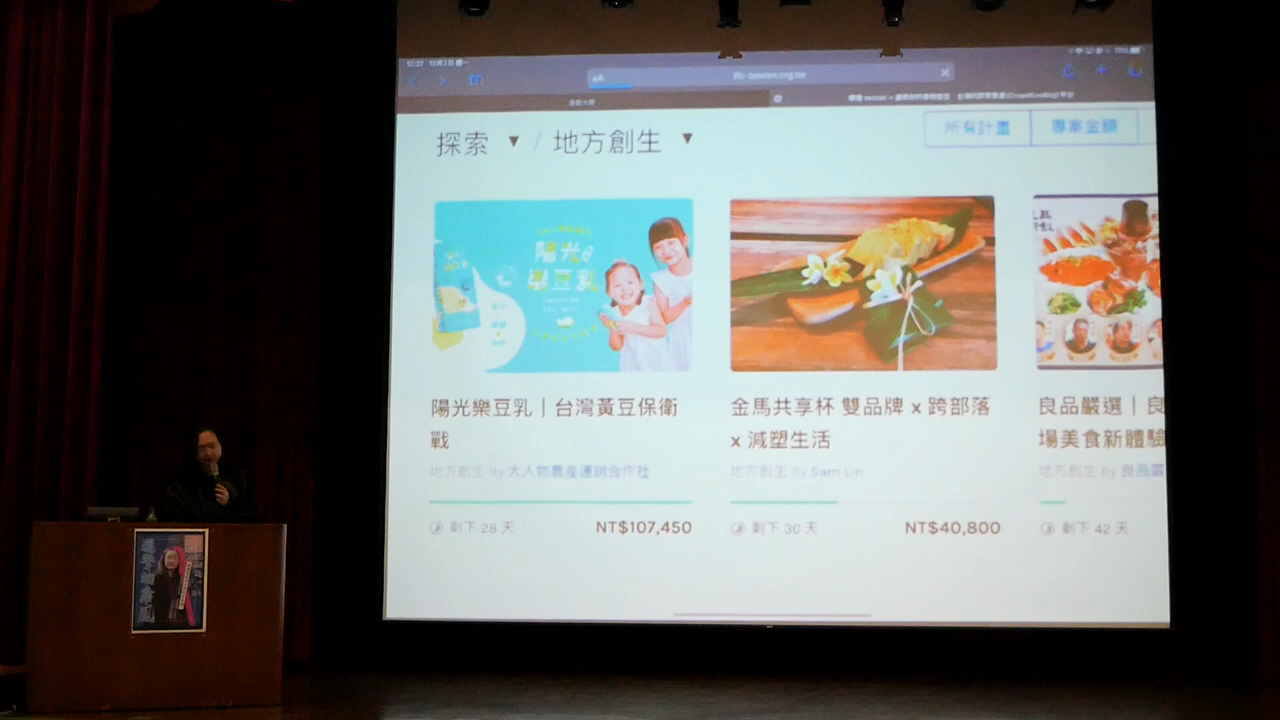 探索 ▼ / 地方創生 ▼
所有計畫 專案金額
陽光
樂豆乳
陽光樂豆乳｜台灣黃豆保衛
戰
地方創生 By 大人物農產運銷合作社
剩下 28 天 NT$107,450
金馬共享杯 雙品牌 x 跨部落
x 減塑生活
地方創生 By Sam Lin
剩下 30 天 NT$40,800
良品嚴選｜良
場美食新體驗
地方創生 By 良品嚴
剩下 42 天